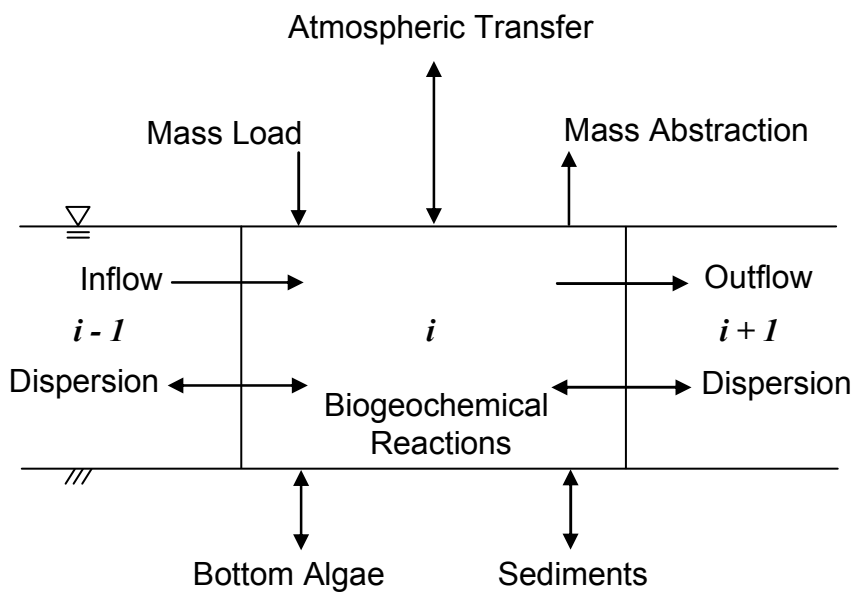 Atmospheric Transfer
Mass Load
Mass Abstraction
Inflow
Outflow
i - 1
i
i + 1
Dispersion
Dispersion
Biogeochemical
Reactions
Bottom Algae
Sediments